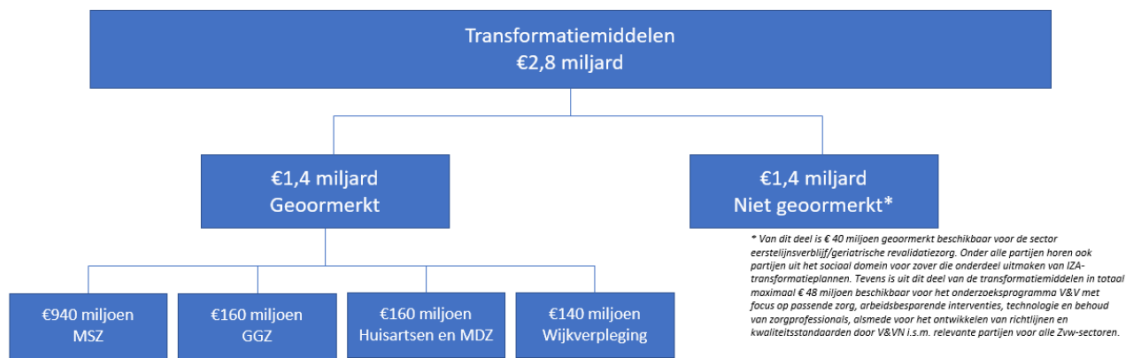 Transformatiemiddelen
€2,8 miljard
€1,4 miljard
Geoormerkt
€1,4 miljard
Niet geoormerkt*
* Van dit deel is € 40 miljoen geoormerkt beschikbaar voor de sector
eerstelijnsverblijf/geriatrische revalidatiezorg. Onder alle partijen horen ook
partijen uit het sociaal domein voor zover die onderdeel uitmaken van IZA-
transformatieplannen. Tevens is uit dit deel van de transformatiemiddelen in totaal
maximaal € 48 miljoen beschikbaar voor het onderzoeksprogramma V&V met
focus op passende zorg, arbeidsbesparende interventies, technologie en behoud
van zorgprofessionals, alsmede voor het ontwikkelen van richtlijnen en
kwaliteitsstandaarden door V&VN i.s.m. relevante partijen voor alle Zvw-sectoren.
€940 miljoen
MSZ
€160 miljoen
GGZ
€160 miljoen
Huisartsen en MDZ
€140 miljoen
Wijkverpleging